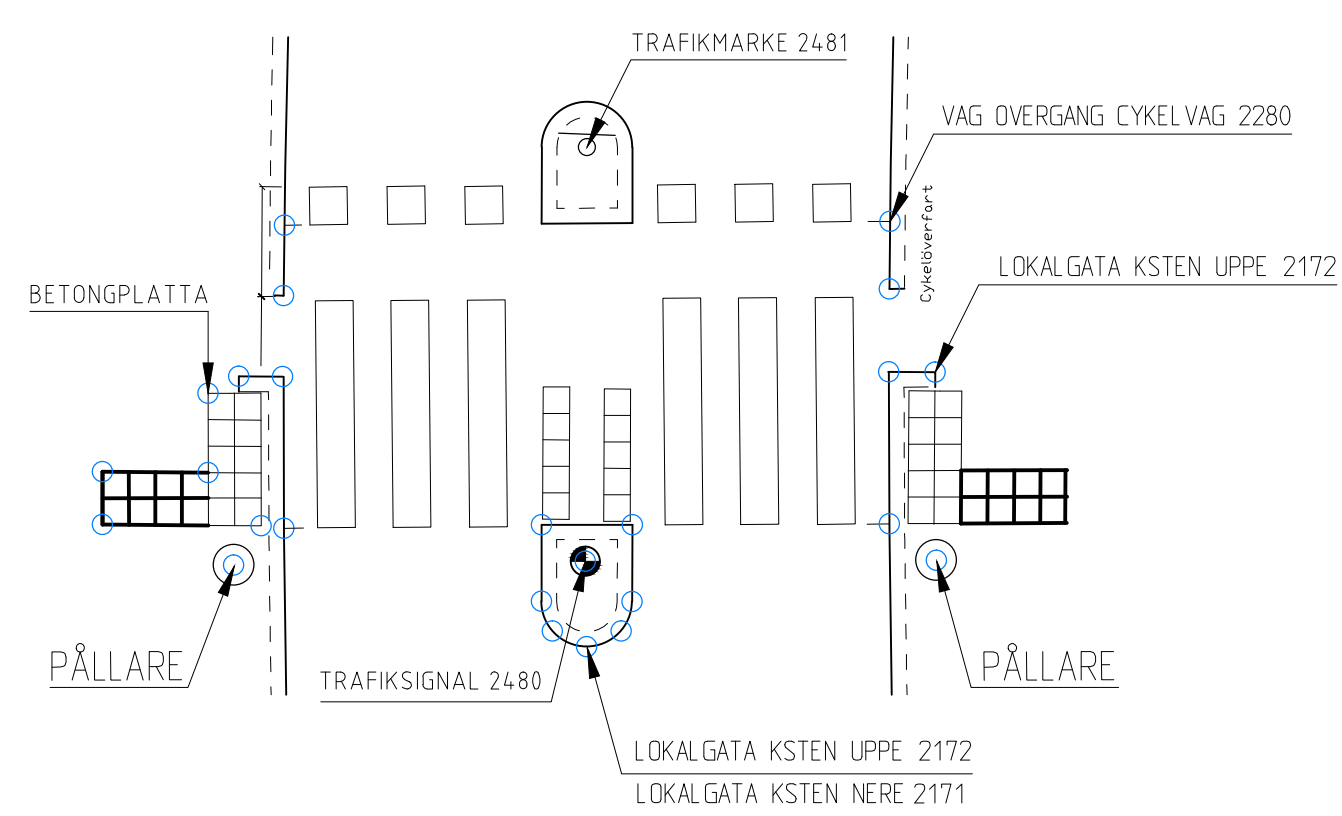 TRAFIKMARKE 2481
VAG OVERGANG CYKELVAG 2280
Cykelöverfart
LOKALGATA KSTEN UPPE 2172
BETONGPLATTA
PÅLLARE
PÅLLARE
TRAFIKSIGNAL 2480
LOKALGATA KSTEN UPPE 2172
LOKALGATA KSTEN NERE 2171